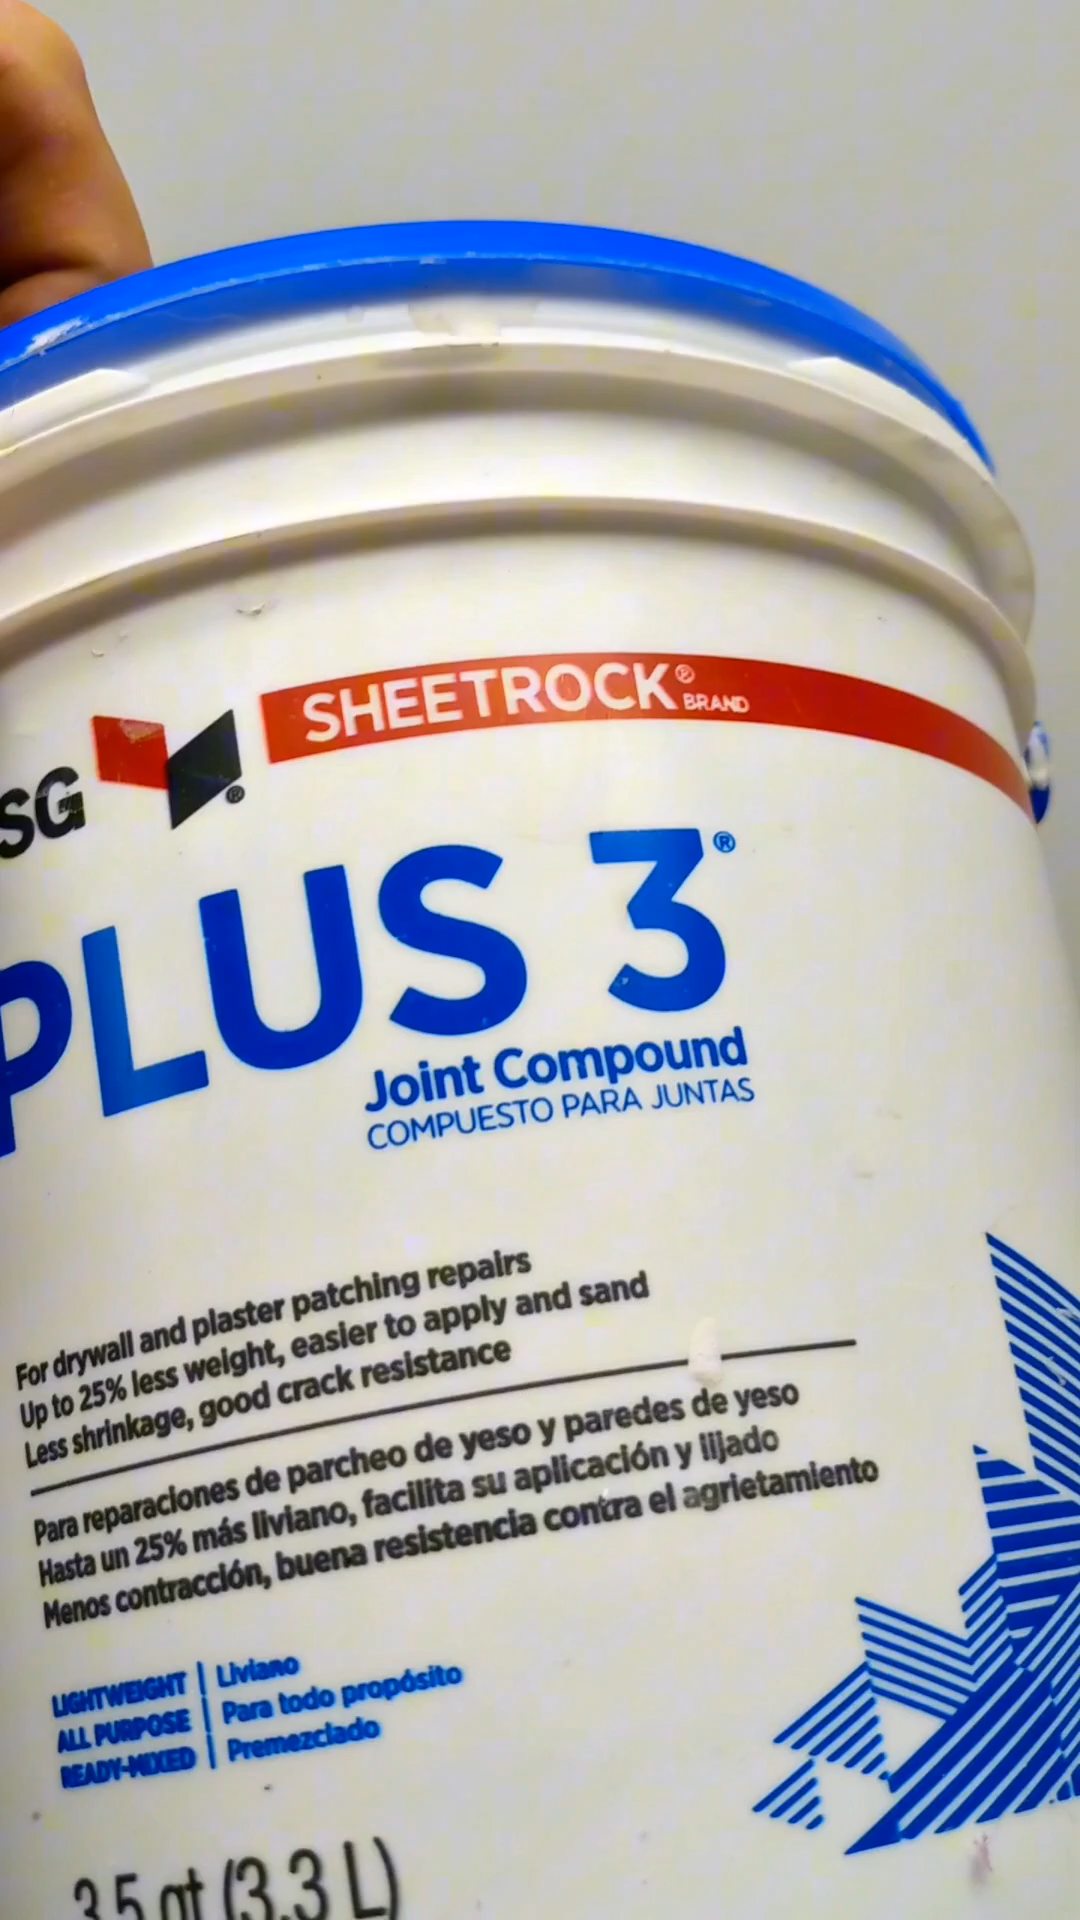 SG
SHEETROCK® BRAND
PLUS 3®
Joint Compound
COMPUESTO PARA JUNTAS
For drywall and plaster patching repairs
Up to 25% less weight, easier to apply and sand
Less shrinkage, good crack resistance
Para reparaciones de parcheo de yeso y paredes de yeso
Hasta un 25% más liviano, facilita su aplicación y lijado
Menos contracción, buena resistencia contra el agrietamiento
LIGHTWEIGHT | Liviano
ALL PURPOSE | Para todo propósito
READY-MIXED | Premezclado
3.5 qt (3.3 L)